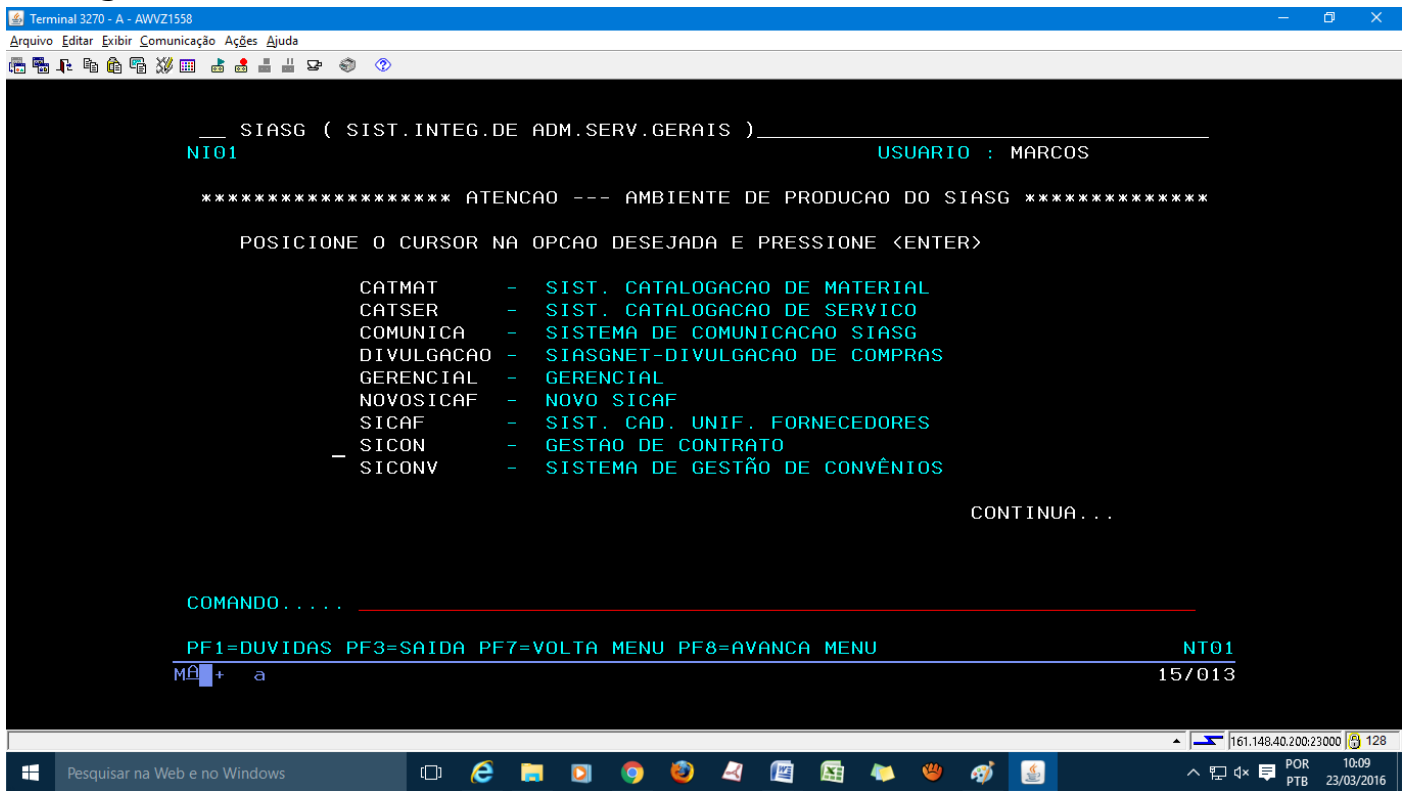 Terminal 3270 - A - AWVZ1558
Arquivo Editar Exibir Comunicação Ações Ajuda
__ SIASG ( SIST.INTEG.DE ADM.SERV.GERAIS )__________________________________
NI01 USUARIO : MARCOS
******************* ATENCAO --- AMBIENTE DE PRODUCAO DO SIASG **************
POSICIONE O CURSOR NA OPCAO DESEJADA E PRESSIONE <ENTER>
CATMAT - SIST. CATALOGACAO DE MATERIAL
CATSER - SIST. CATALOGACAO DE SERVICO
COMUNICA - SISTEMA DE COMUNICACAO SIASG
DIVULGACAO - SIASGNET-DIVULGACAO DE COMPRAS
GERENCIAL - GERENCIAL
NOVOSICAF - NOVO SICAF
SICAF - SIST. CAD. UNIF. FORNECEDORES
_ SICON - GESTAO DE CONTRATO
SICONV - SISTEMA DE GESTÃO DE CONVÊNIOS
CONTINUA...
COMANDO..... ________________________________________________________________
PF1=DUVIDAS PF3=SAIDA PF7=VOLTA MENU PF8=AVANCA MENU NT01
MA + a 15/013
161.148.40.200:23000 128
Pesquisar na Web e no Windows POR 10:09
PTB 23/03/2016